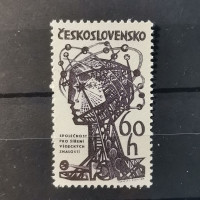 ČESKOSLOVENSKO
SPOLEČNOST
PRO ŠÍŘENÍ
VĚDECKÝCH
ZNALOSTÍ
60
h